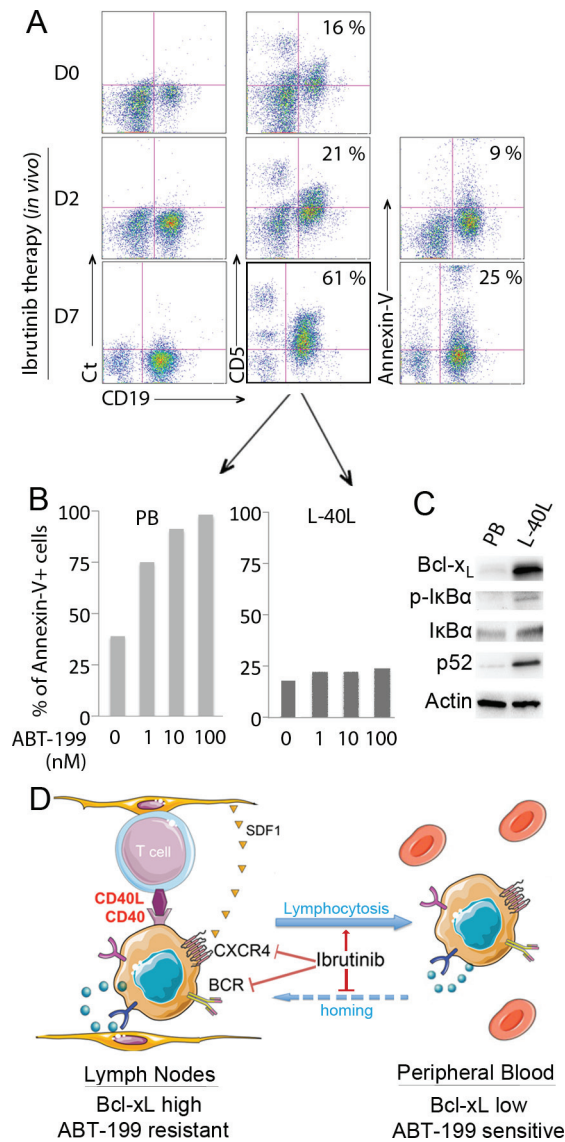 A
16 %
D0
21 %
9 %
D2
61 %
25 %
D7
Ibrutinib therapy (in vivo)
Ct
CD5
Annexin-V
CD19
B
PB
L-40L
% of Annexin-V+ cells
100
75
50
25
0
100
75
50
25
0
ABT-199 (nM)
0 1 10 100
0 1 10 100
C
PB
L-40L
Bcl-xL
p-IκBα
IκBα
p52
Actin
D
T cell
SDF1
CD40L
CD40
CXCR4
BCR
Lymphocytosis
Ibrutinib
homing
Lymph Nodes
Bcl-xL high
ABT-199 resistant
Peripheral Blood
Bcl-xL low
ABT-199 sensitive